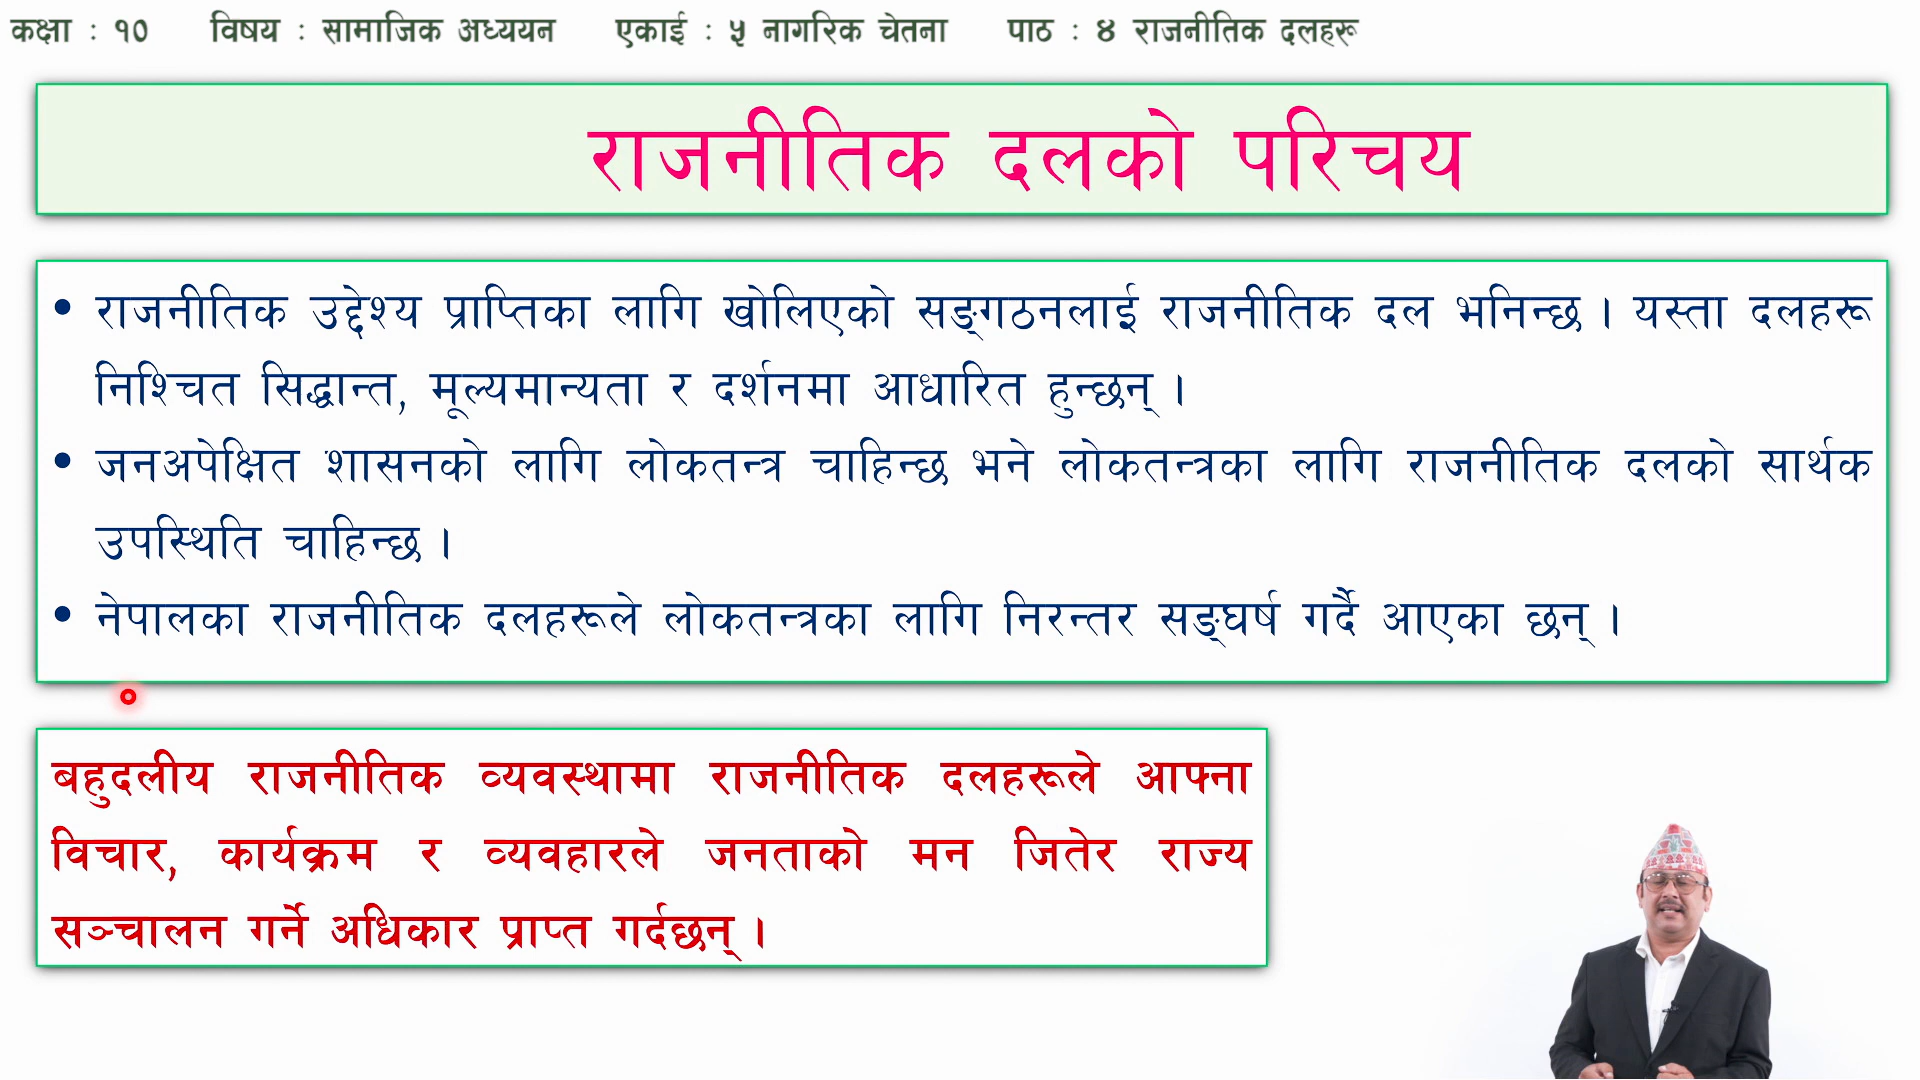 कक्षा : १० विषय : सामाजिक अध्ययन एकाई : ५ नागरिक चेतना पाठ : ४ राजनीतिक दलहरू
राजनीतिक दलको परिचय
• राजनीतिक उद्देश्य प्राप्तिका लागि खोलिएको सङ्गठनलाई राजनीतिक दल भनिन्छ । यस्ता दलहरू
निश्चित सिद्धान्त, मूल्यमान्यता र दर्शनमा आधारित हुन्छन् ।
• जनअपेक्षित शासनको लागि लोकतन्त्र चाहिन्छ भने लोकतन्त्रका लागि राजनीतिक दलको सार्थक
उपस्थिति चाहिन्छ ।
• नेपालका राजनीतिक दलहरूले लोकतन्त्रका लागि निरन्तर सङ्घर्ष गर्दै आएका छन् ।
बहुदलीय राजनीतिक व्यवस्थामा राजनीतिक दलहरूले आफ्ना
विचार, कार्यक्रम र व्यवहारले जनताको मन जितेर राज्य
सञ्चालन गर्ने अधिकार प्राप्त गर्दछन् ।